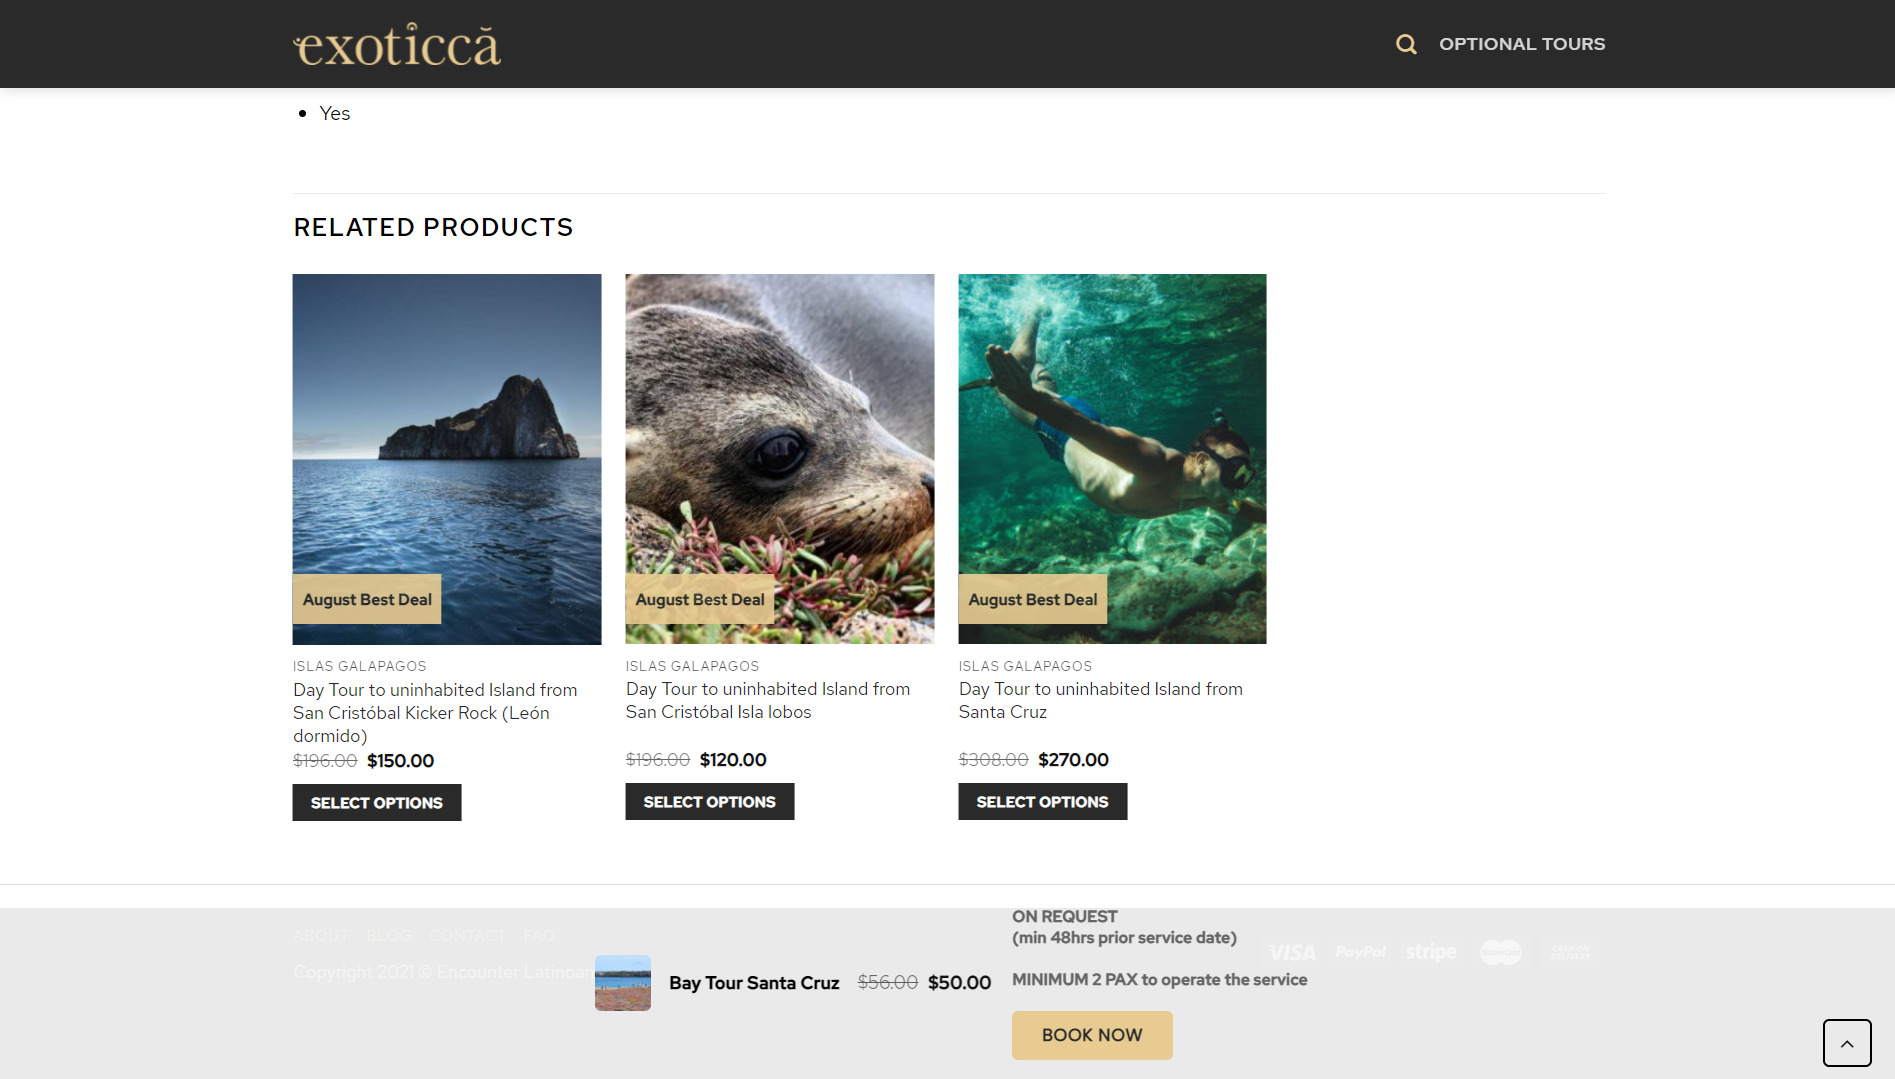 exoticcă
OPTIONAL TOURS
Yes
RELATED PRODUCTS
August Best Deal
August Best Deal
August Best Deal
ISLAS GALAPAGOS
Day Tour to uninhabited Island from
San Cristóbal Kicker Rock (León
dormido)
$196.00 $150.00
SELECT OPTIONS
ISLAS GALAPAGOS
Day Tour to uninhabited Island from
San Cristóbal Isla lobos
$196.00 $120.00
SELECT OPTIONS
ISLAS GALAPAGOS
Day Tour to uninhabited Island from
Santa Cruz
$308.00 $270.00
SELECT OPTIONS
ABOUT BLOG CONTACT FAQ
Copyright 2021 © Encounter Latinoam
Bay Tour Santa Cruz $56.00 $50.00
ON REQUEST
(min 48hrs prior service date)
MINIMUM 2 PAX to operate the service
BOOK NOW
VISA PayPal stripe MasterCard CASH ON
DELIVERY